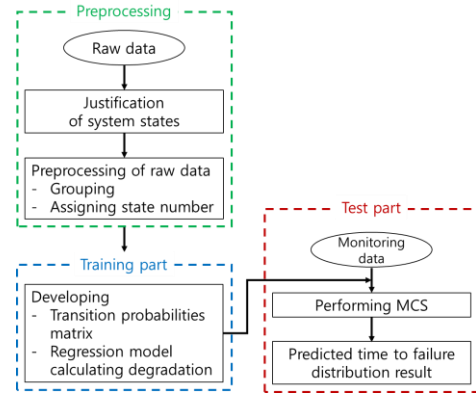 Preprocessing
Raw data
Justification
of system states
Preprocessing of raw data
- Grouping
- Assigning state number
Training part
Developing
- Transition probabilities
matrix
- Regression model
calculating degradation
Test part
Monitoring
data
Performing MCS
Predicted time to failure
distribution result